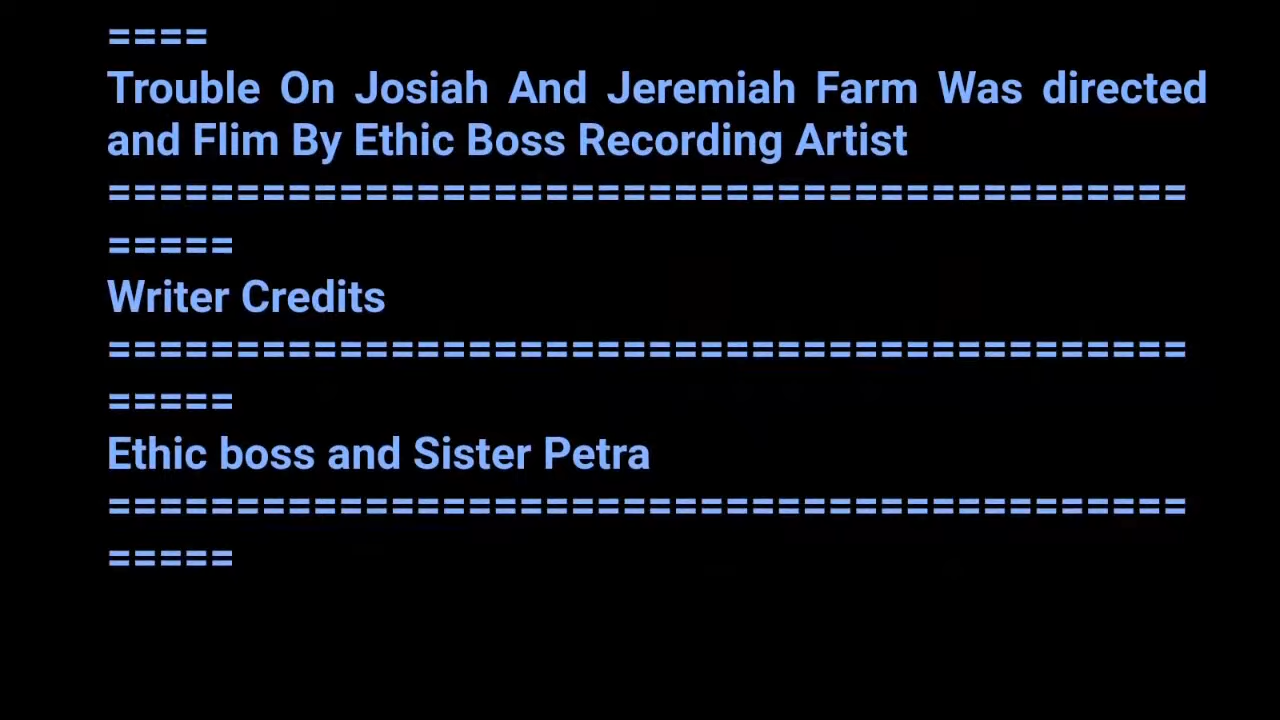 ====
Trouble On Josiah And Jeremiah Farm Was directed
and Flim By Ethic Boss Recording Artist
==========================================
=====
Writer Credits
==========================================
=====
Ethic boss and Sister Petra
==========================================
=====